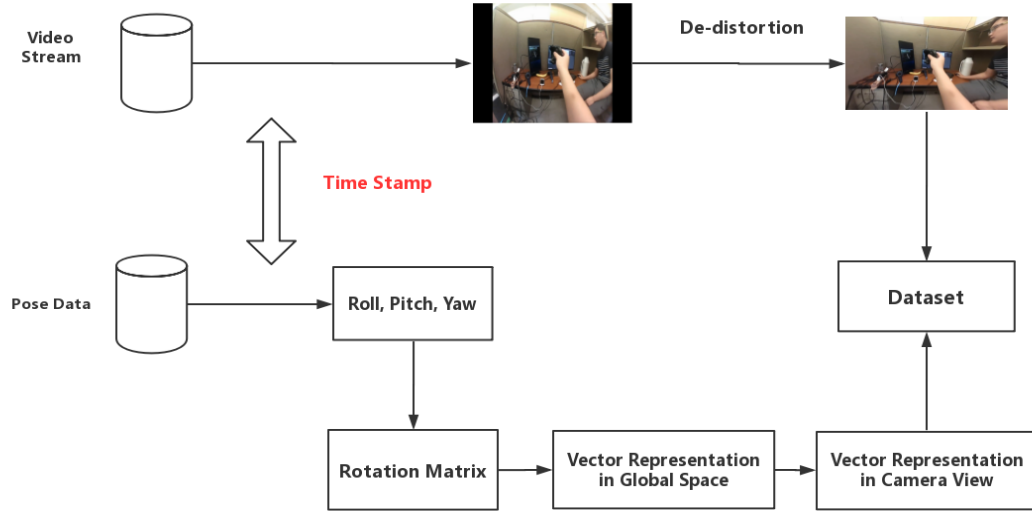 Video
Stream
De-distortion
Time Stamp
Pose Data
Roll, Pitch, Yaw
Dataset
Rotation Matrix
Vector Representation
in Global Space
Vector Representation
in Camera View